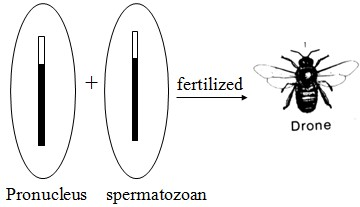 +
fertilized
Drone
Pronucleus spermatozoan